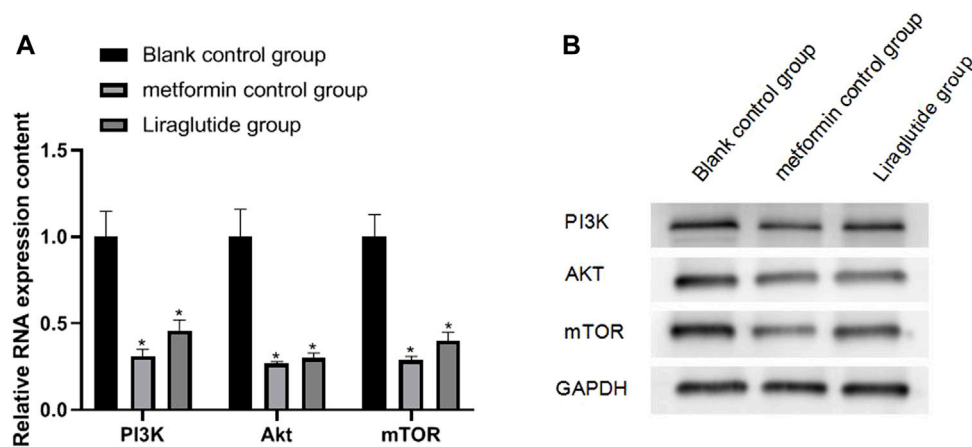 A
Blank control group
metformin control group
Liraglutide group
Relative RNA expression content
1.5
1.0
0.5
0.0
*
*
*
*
*
*
PI3K
Akt
mTOR
B
Blank control group
metformin control group
Liraglutide group
PI3K
AKT
mTOR
GAPDH